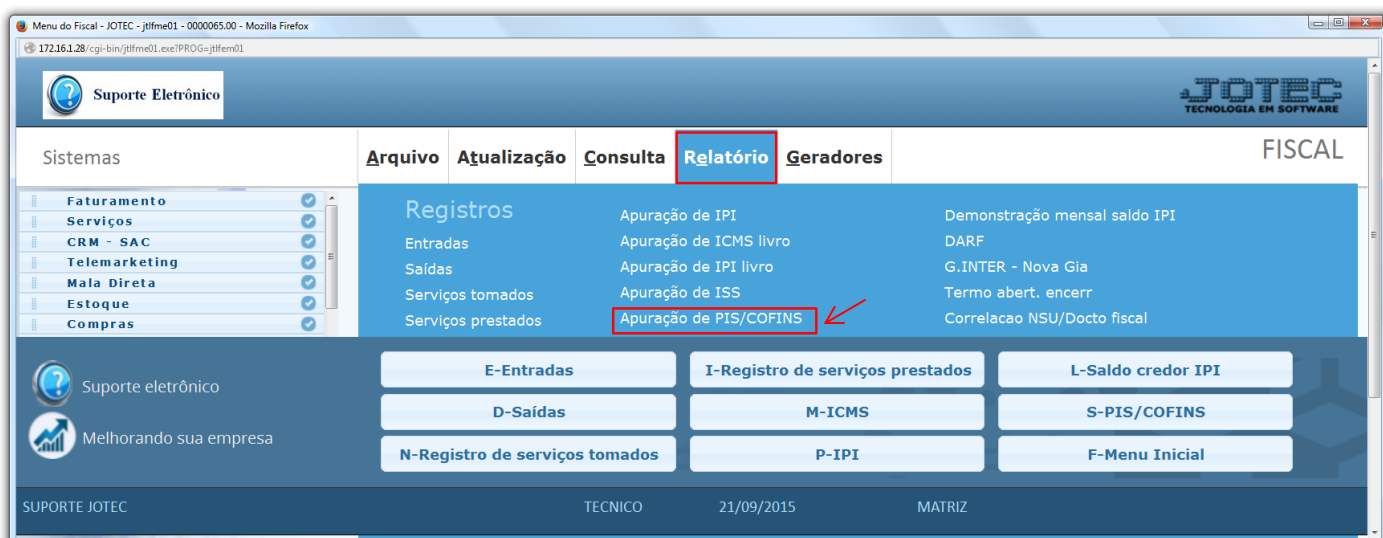 Menu do Fiscal - JOTEC - jtlfme01 - 0000065.00 - Mozilla Firefox
172.16.1.28/cgi-bin/jtlfme01.exe?PROG=jtlfem01
Suporte Eletrônico
JOTEC
TECNOLOGIA EM SOFTWARE
Sistemas
Arquivo Atualização Consulta Relatório Geradores
FISCAL
Faturamento
Serviços
CRM - SAC
Telemarketing
Mala Direta
Estoque
Compras
Registros
Entradas
Saídas
Serviços tomados
Serviços prestados
Apuração de IPI
Apuração de ICMS livro
Apuração de IPI livro
Apuração de ISS
Apuração de PIS/COFINS
Demonstração mensal saldo IPI
DARF
G.INTER - Nova Gia
Termo abert. encerr
Correlacao NSU/Docto fiscal
Suporte eletrônico
Melhorando sua empresa
E-Entradas
I-Registro de serviços prestados
L-Saldo credor IPI
D-Saídas
M-ICMS
S-PIS/COFINS
N-Registro de serviços tomados
P-IPI
F-Menu Inicial
SUPORTE JOTEC TECNICO 21/09/2015 MATRIZ